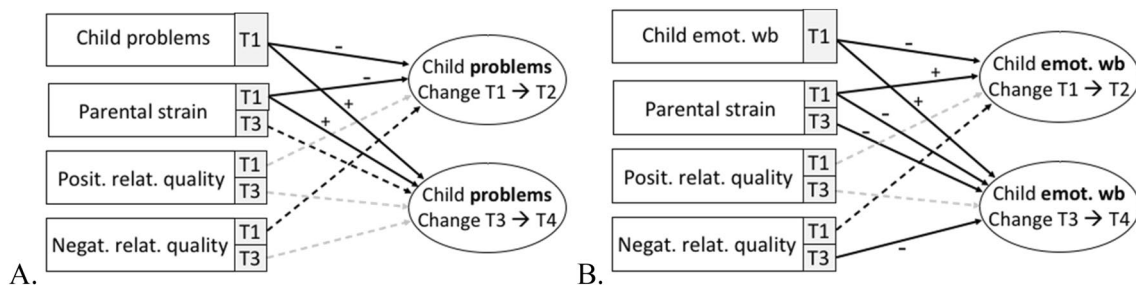 Child problems T1
Parental strain T1
T3
Posit. relat. quality T1
T3
Negat. relat. quality T1
T3
-
-
+
+
Child problems
Change T1 → T2
Child problems
Change T3 → T4
A.
Child emot. wb T1
Parental strain T1
T3
Posit. relat. quality T1
T3
Negat. relat. quality T1
T3
-
+
+
-
-
-
Child emot. wb
Change T1 → T2
Child emot. wb
Change T3 → T4
B.